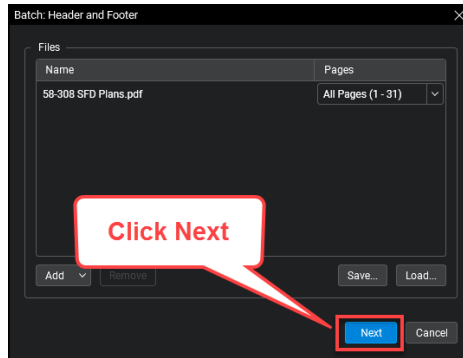 Batch: Header and Footer
Files
Name Pages
58-308 SFD Plans.pdf All Pages (1 - 31)
Click Next
Add Remove Save... Load...
Next Cancel